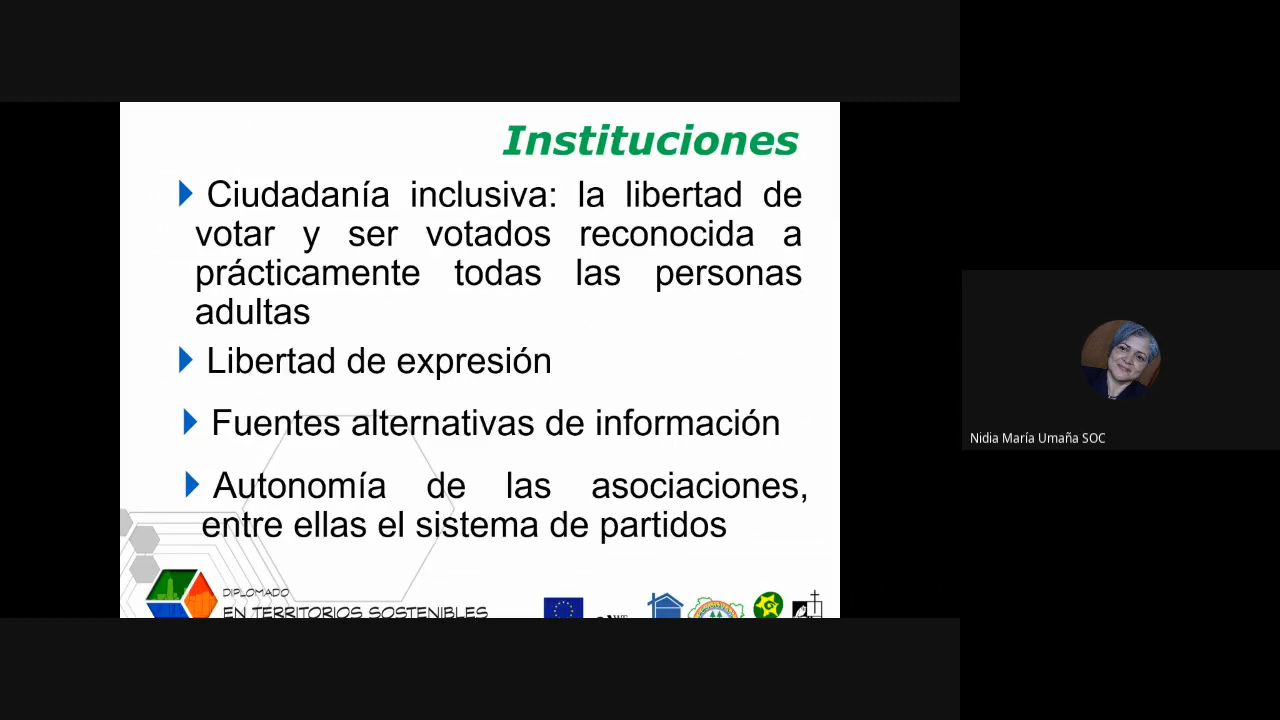 Instituciones
Ciudadanía inclusiva: la libertad de
votar y ser votados reconocida a
prácticamente todas las personas
adultas
Libertad de expresión
Fuentes alternativas de información
Autonomía de las asociaciones,
entre ellas el sistema de partidos
DIPLOMADO
EN TERRITORIOS SOSTENIBLES
Nidia María Umaña SOC